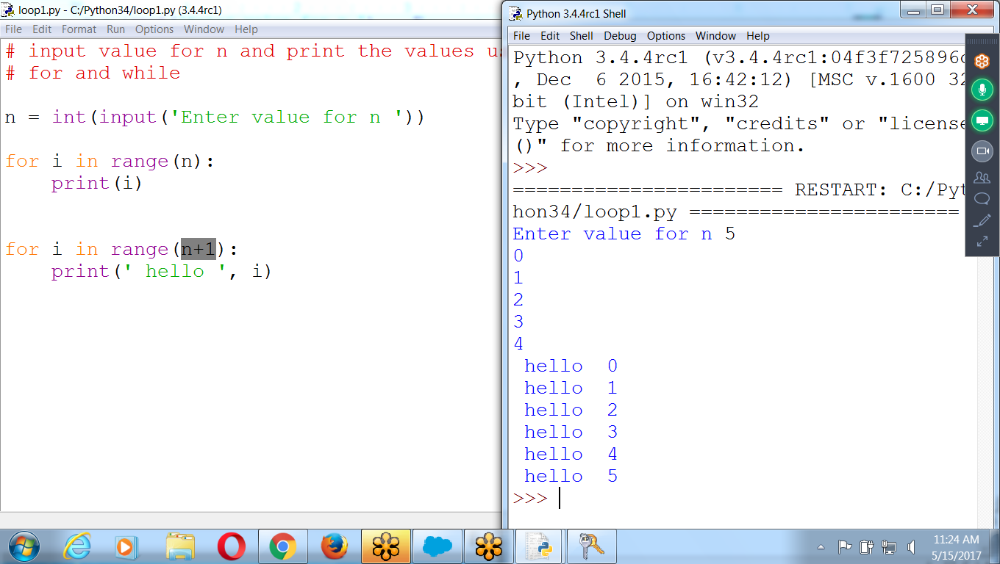 loop1.py - C:/Python34/loop1.py (3.4.4rc1)
File Edit Format Run Options Window Help
# input value for n and print the values
# for and while
n = int(input('Enter value for n '))
for i in range(n):
    print(i)
for i in range(n+1):
    print(' hello ', i)
Python 3.4.4rc1 Shell
File Edit Shell Debug Options Window Help
Python 3.4.4rc1 (v3.4.4rc1:04f3f725896
, Dec  6 2015, 16:42:12) [MSC v.1600 32
bit (Intel)] on win32
Type "copyright", "credits" or "license
()" for more information.
>>>
======================= RESTART: C:/Pyt
hon34/loop1.py =======================
Enter value for n 5
0
1
2
3
4
 hello  0
 hello  1
 hello  2
 hello  3
 hello  4
 hello  5
>>>
11:24 AM
5/15/2017